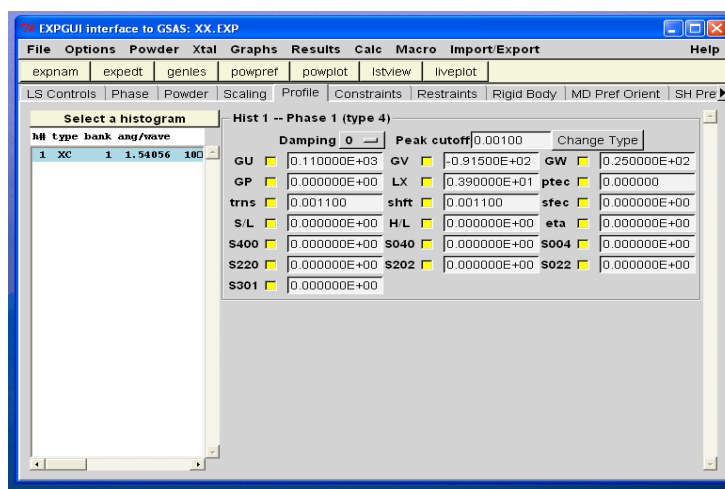 EXPGUI interface to GSAS: XX.EXP
File Options Powder Xtal Graphs Results Calc Macro Import/Export Help
expnam expedt genles powpref powplot lstview liveplot
LS Controls Phase Powder Scaling Profile Constraints Restraints Rigid Body MD Pref Orient SH Pre
Select a histogram
h# type bank ang/wave
1 XC 1 1.54056 10
Hist 1 -- Phase 1 (type 4)
Damping 0 Peak cutoff 0.00100 Change Type
GU 0.110000E+03 GV -0.91500E+02 GW 0.250000E+02
GP 0.000000E+00 LX 0.390000E+01 ptec 0.000000
trns 0.001100 shft 0.001100 sfec 0.000000E+00
S/L 0.000000E+00 H/L 0.000000E+00 eta 0.000000E+00
S400 0.000000E+00 S040 0.000000E+00 S004 0.000000E+00
S220 0.000000E+00 S202 0.000000E+00 S022 0.000000E+00
S301 0.000000E+00